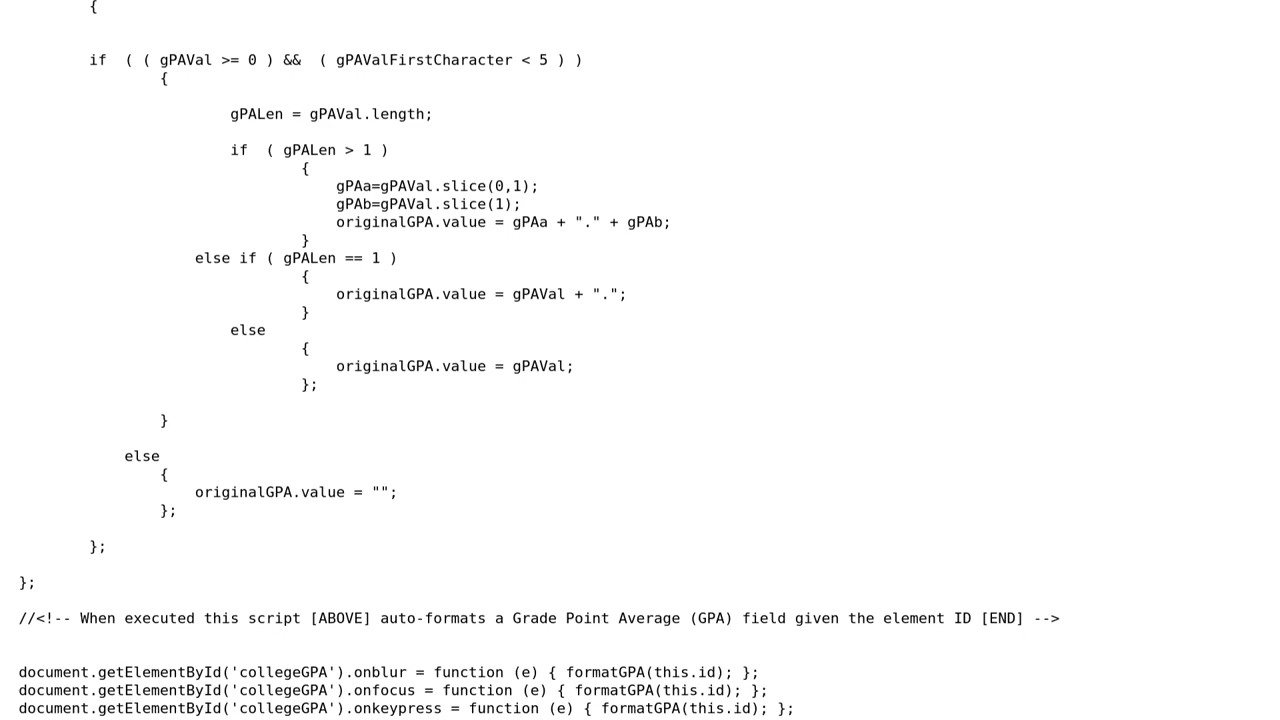 {
if  ( ( gPAVal >= 0 ) &&  ( gPAValFirstCharacter < 5 ) )
{
gPALen = gPAVal.length;
if  ( gPALen > 1 )
{
gPAa=gPAVal.slice(0,1);
gPAb=gPAVal.slice(1);
originalGPA.value = gPAa + "." + gPAb;
}
else if ( gPALen == 1 )
{
originalGPA.value = gPAVal + ".";
}
else
{
originalGPA.value = gPAVal;
};
}
else
{
originalGPA.value = "";
};
};
};
//<!-- When executed this script [ABOVE] auto-formats a Grade Point Average (GPA) field given the element ID [END] -->
document.getElementById('collegeGPA').onblur = function (e) { formatGPA(this.id); };
document.getElementById('collegeGPA').onfocus = function (e) { formatGPA(this.id); };
document.getElementById('collegeGPA').onkeypress = function (e) { formatGPA(this.id); };